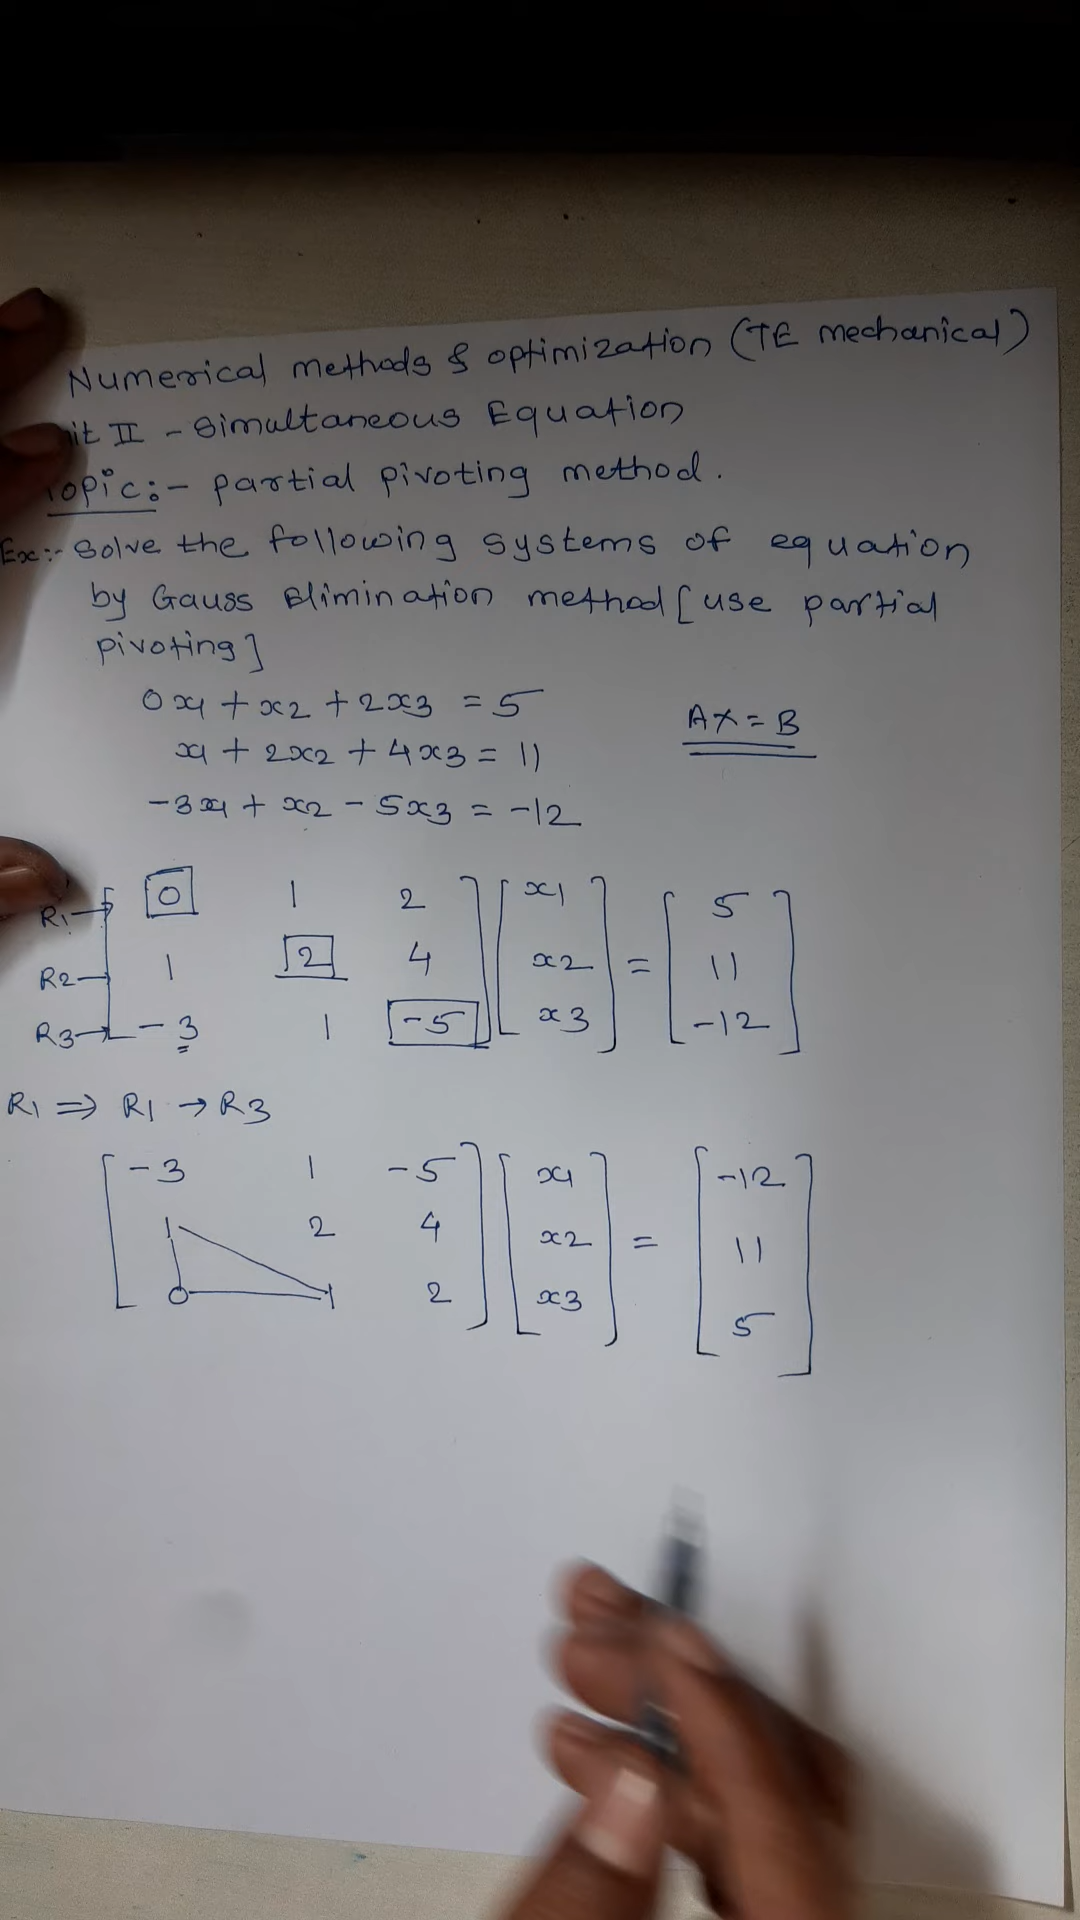 Numerical methods & optimization (TE mechanical)
it II - Simultaneous Equation
opic:- partial pivoting method.
Ex:- Solve the following systems of equation
by Gauss Elimination method [use partial
pivoting]
0x1 + x2 + 2x3 = 5
AX = B
x1 + 2x2 + 4x3 = 11
-3x1 + x2 - 5x3 = -12
R1 → [ 0 1 2 ] [ x1 ] = [ 5 ]
R2 - 1 2 4 x2 11
R3 → -3 1 -5 x3 -12
R1 ⇒ R1 → R3
[ -3 1 -5 ] [ x1 ] = [ -12 ]
1 2 4 x2 11
0 1 2 x3 5